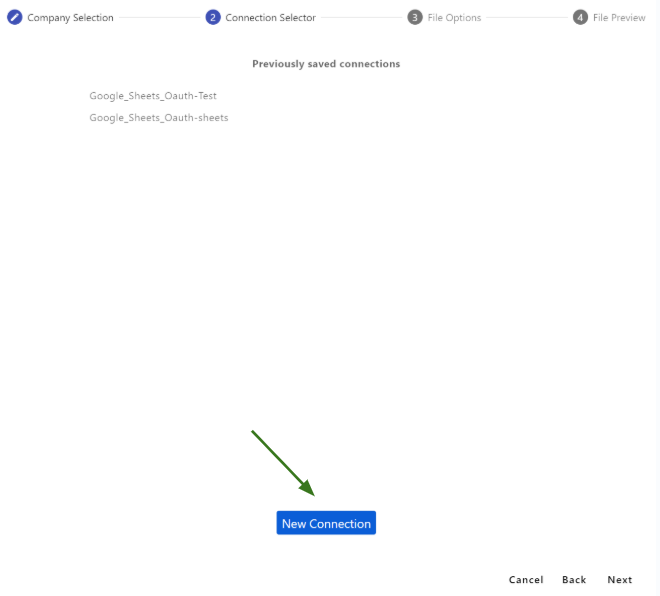 Company Selection
2 Connection Selector
3 File Options
4 File Preview
Previously saved connections
Google_Sheets_Oauth-Test
Google_Sheets_Oauth-sheets
New Connection
Cancel Back Next